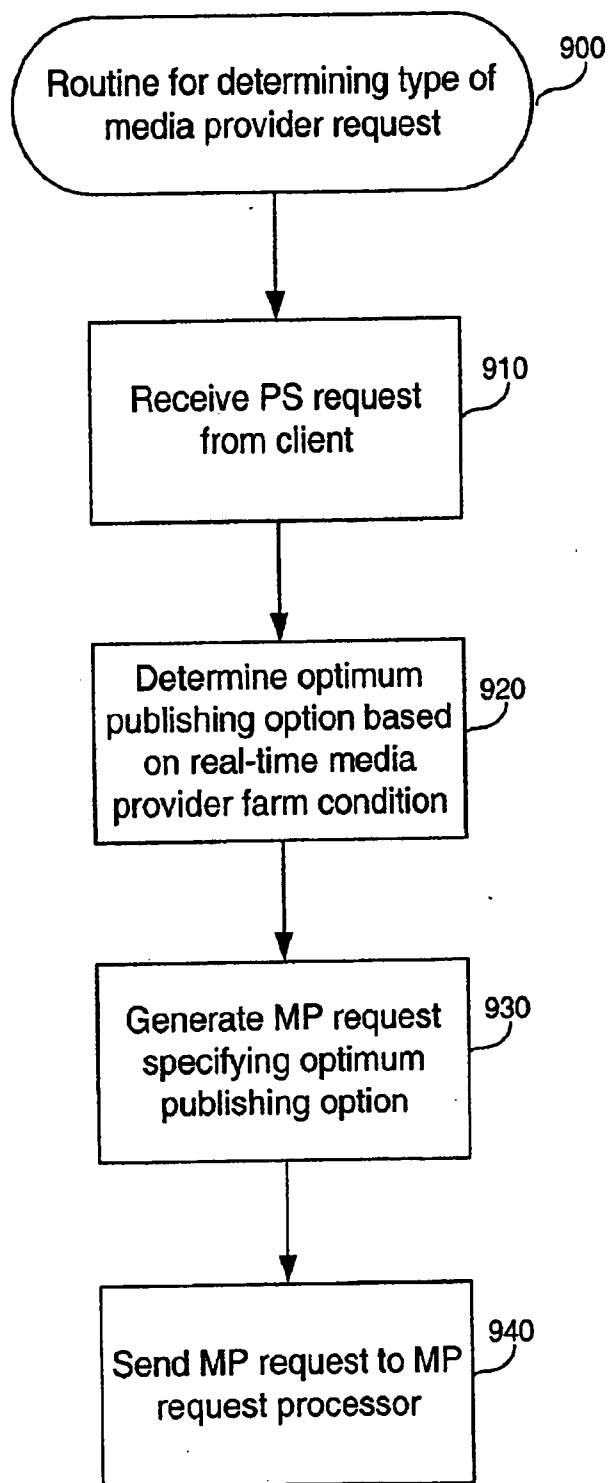 Routine for determining type of
media provider request
900
Receive PS request
from client
910
Determine optimum
publishing option based
on real-time media
provider farm condition
920
Generate MP request
specifying optimum
publishing option
930
Send MP request to MP
request processor
940